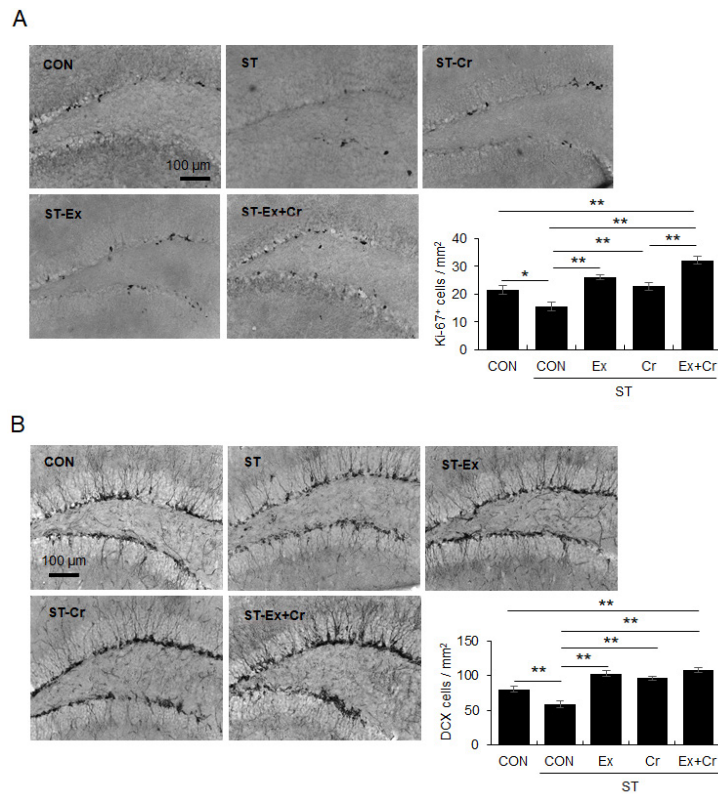 A
CON
ST
ST-Cr
100 µm
ST-Ex
ST-Ex+Cr
**
**
**
**
*
**
Ki-67+ cells / mm2
40
30
20
10
0
CON
CON
Ex
Cr
Ex+Cr
ST
B
CON
ST
ST-Ex
100 µm
ST-Cr
ST-Ex+Cr
**
**
**
**
**
DCX cells / mm2
150
100
50
0
CON
CON
Ex
Cr
Ex+Cr
ST